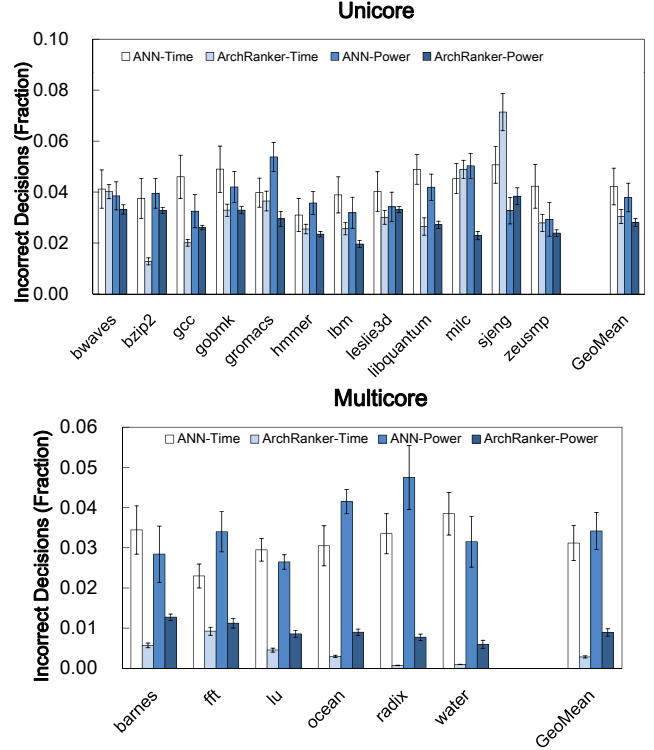 Unicore
Incorrect Decisions (Fraction)
0.10
0.08
0.06
0.04
0.02
0.00
ANN-Time ArchRanker-Time ANN-Power ArchRanker-Power
bwaves bzip2 gcc gobmk gromacs hmmer lbm leslie3d libquantum milc sjeng zeusmp GeoMean
Multicore
Incorrect Decisions (Fraction)
0.06
0.05
0.04
0.03
0.02
0.01
0.00
ANN-Time ArchRanker-Time ANN-Power ArchRanker-Power
barnes fft lu ocean radix water GeoMean